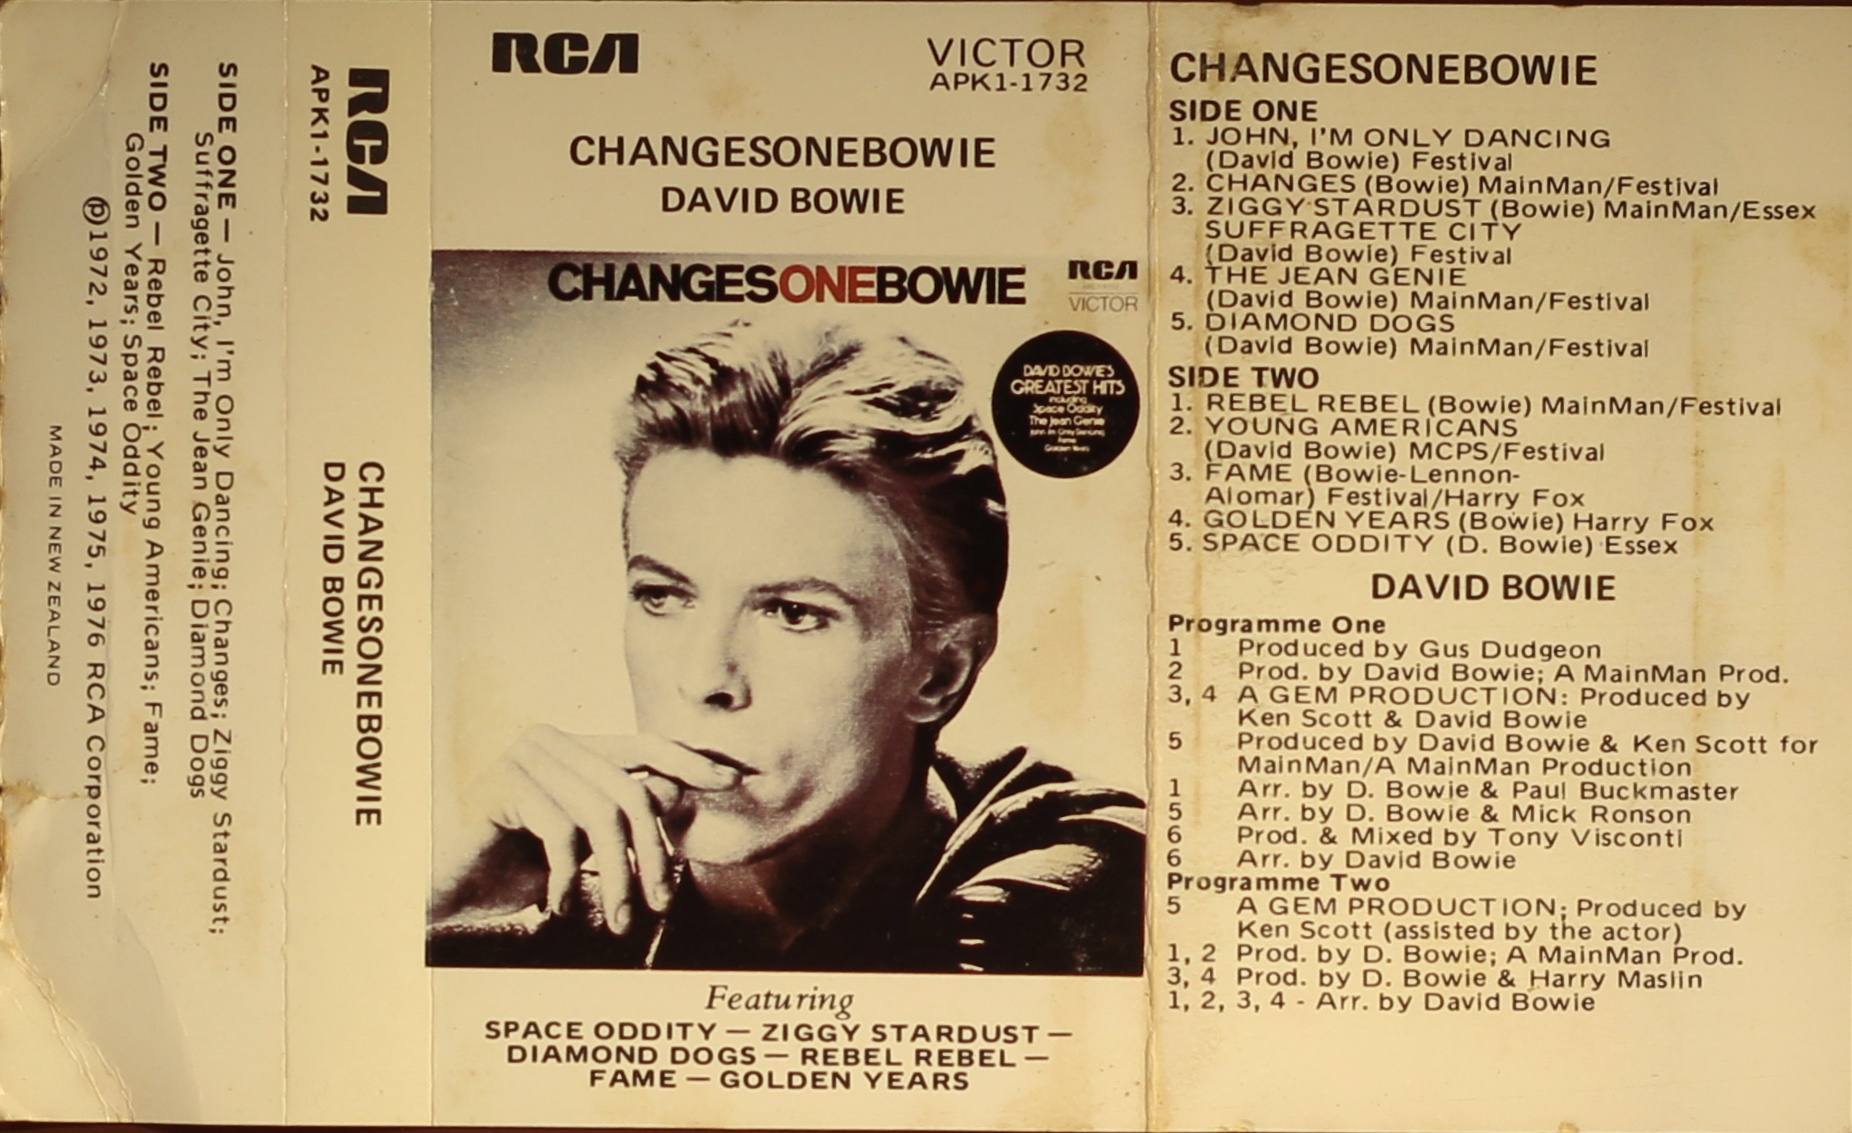 SIDE ONE — John, I'm Only Dancing; Changes; Ziggy Stardust;
Suffragette City; The Jean Genie; Diamond Dogs
SIDE TWO — Rebel Rebel; Young Americans; Fame;
Golden Years; Space Oddity
℗1972, 1973, 1974, 1975, 1976 RCA Corporation
MADE IN NEW ZEALAND
RCA
APK1-1732
CHANGESONEBOWIE
DAVID BOWIE
RCA
VICTOR
APK1-1732
CHANGESONEBOWIE
DAVID BOWIE
CHANGESONEBOWIE
RCA
VICTOR
DAVID BOWIE'S
GREATEST HITS
including
Space Oddity
The Jean Genie
John I'm Only Dancing
Fame
Golden Years
Featuring
SPACE ODDITY — ZIGGY STARDUST —
DIAMOND DOGS — REBEL REBEL —
FAME — GOLDEN YEARS
CHANGESONEBOWIE
SIDE ONE
1. JOHN, I'M ONLY DANCING
(David Bowie) Festival
2. CHANGES (Bowie) MainMan/Festival
3. ZIGGY STARDUST (Bowie) MainMan/Essex
SUFFRAGETTE CITY
(David Bowie) Festival
4. THE JEAN GENIE
(David Bowie) MainMan/Festival
5. DIAMOND DOGS
(David Bowie) MainMan/Festival
SIDE TWO
1. REBEL REBEL (Bowie) MainMan/Festival
2. YOUNG AMERICANS
(David Bowie) MCPS/Festival
3. FAME (Bowie-Lennon-
Alomar) Festival/Harry Fox
4. GOLDEN YEARS (Bowie) Harry Fox
5. SPACE ODDITY (D. Bowie) Essex
DAVID BOWIE
Programme One
1 Produced by Gus Dudgeon
2 Prod. by David Bowie; A MainMan Prod.
3, 4 A GEM PRODUCTION: Produced by
Ken Scott & David Bowie
5 Produced by David Bowie & Ken Scott for
MainMan/A MainMan Production
1 Arr. by D. Bowie & Paul Buckmaster
5 Arr. by D. Bowie & Mick Ronson
6 Prod. & Mixed by Tony Visconti
6 Arr. by David Bowie
Programme Two
5 A GEM PRODUCTION; Produced by
Ken Scott (assisted by the actor)
1, 2 Prod. by D. Bowie; A MainMan Prod.
3, 4 Prod. by D. Bowie & Harry Maslin
1, 2, 3, 4 - Arr. by David Bowie